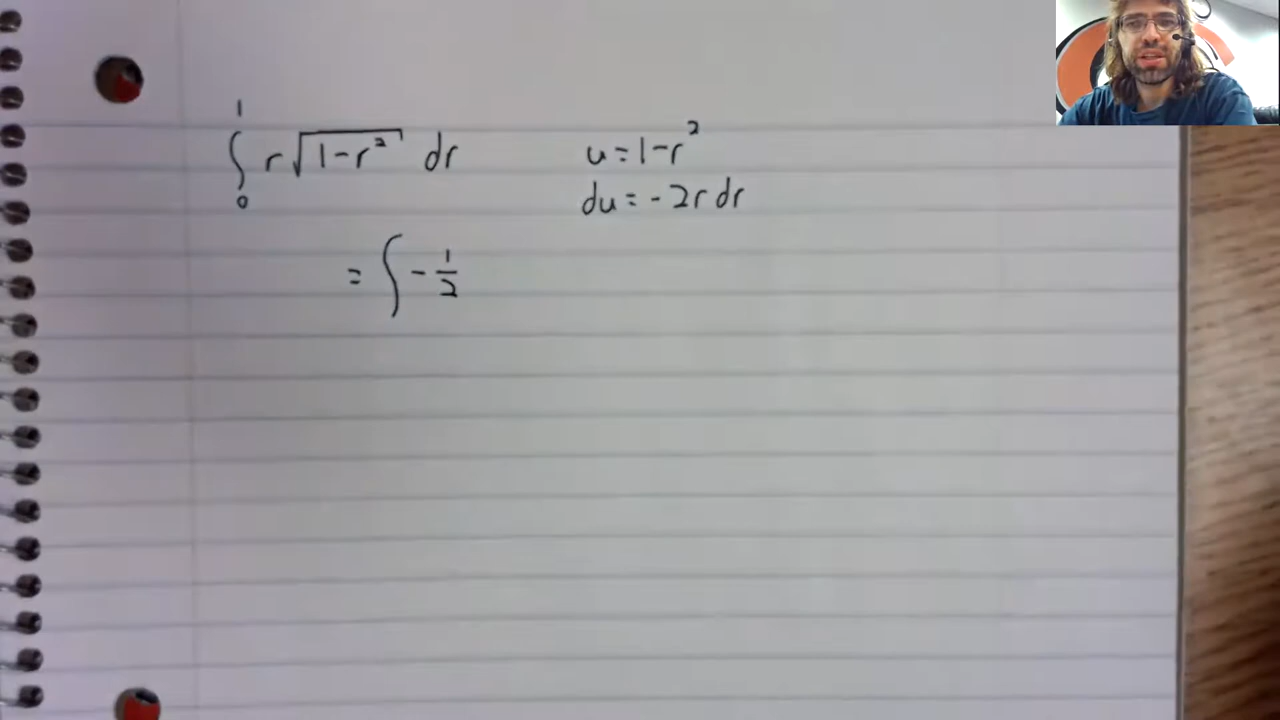 ∫₀¹ r√(1-r²) dr
u = 1-r²
du = -2r dr
= ∫ -1/2